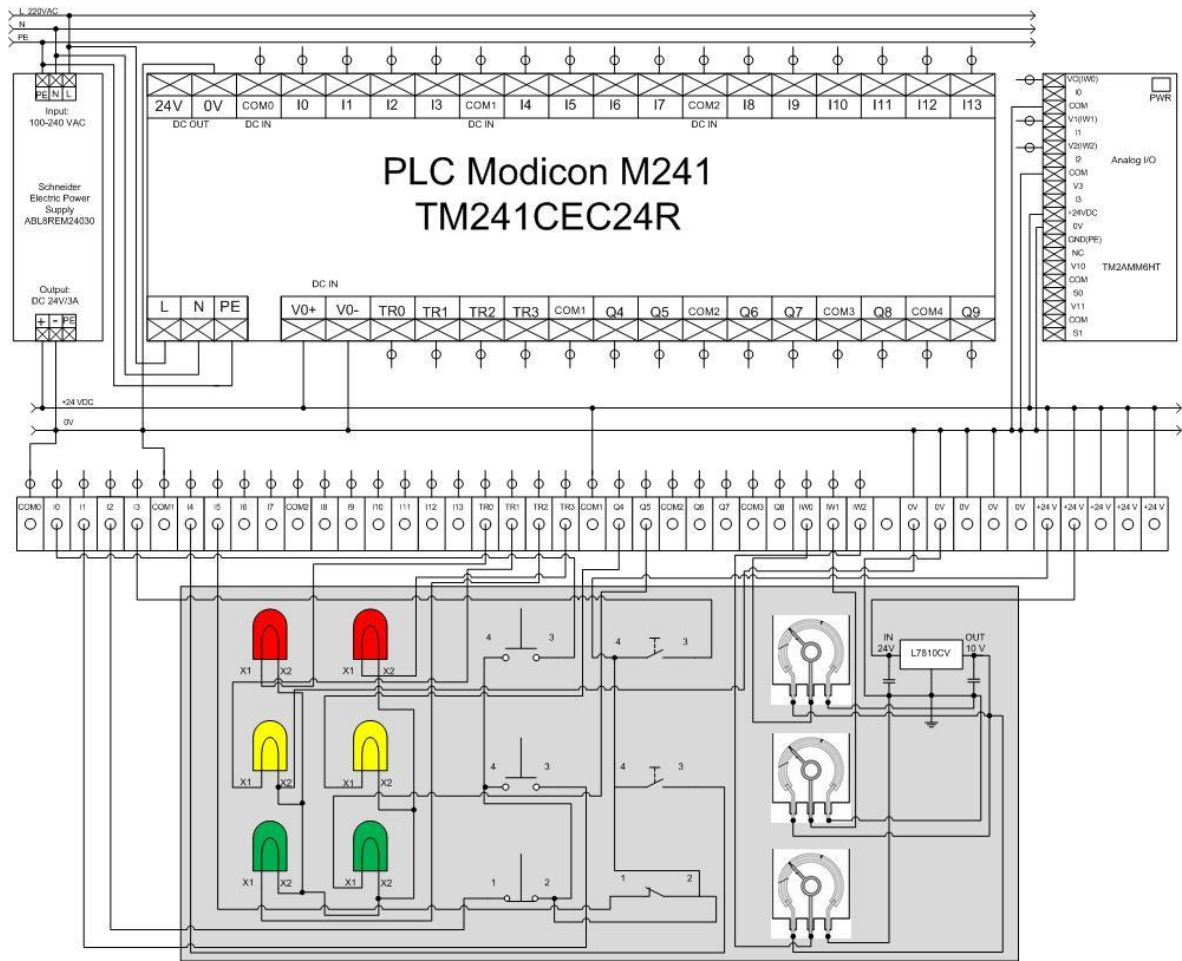 L 220VAC
N
PE
PE N L
Input:
100-240 VAC
Schneider
Electric Power
Supply
ABL8REM24030
Output:
DC 24V/3A
+ - PE
24V 0V COM0 I0 I1 I2 I3 COM1 I4 I5 I6 I7 COM2 I8 I9 I10 I11 I12 I13
DC OUT DC IN DC IN DC IN
PLC Modicon M241
TM241CEC24R
DC IN
L N PE V0+ V0- TR0 TR1 TR2 TR3 COM1 Q4 Q5 COM2 Q6 Q7 COM3 Q8 COM4 Q9
PWR
Analog I/O
TM2AMM6HT
VO(IW0)
I0
COM
V1(IW1)
I1
V2(IW2)
I2
COM
V3
I3
+24VDC
0V
GND(PE)
NC
V10
COM
S0
V11
COM
S1
+24 VDC
0V
COM0 I0 I1 I2 I3 COM1 I4 I5 I6 I7 COM2 I8 I9 I10 I11 I12 I13 TR0 TR1 TR2 TR3 COM1 Q4 Q5 COM2 Q6 Q7 COM3 Q8 IW0 IW1 IW2 0V 0V 0V 0V 0V +24 V +24 V +24 V +24 V +24 V
4 3 4 3
IN
24V
L7810CV
OUT
10 V
X1 X2 X1 X2
4 3 4 3
X1 X2 X1 X2
1 2 1 2
X1 X2 X1 X2